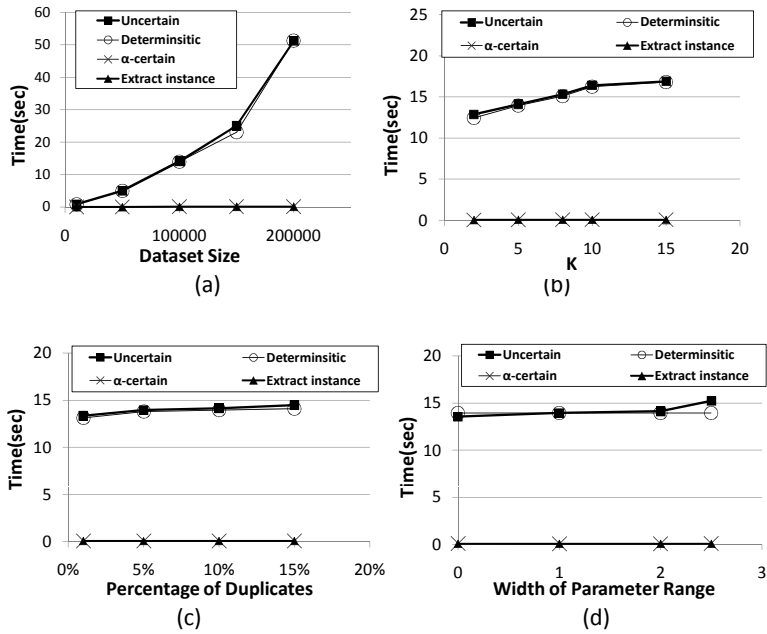 Uncertain
Determinsitic
α-certain
Extract instance
60
50
40
30
20
10
0
Time(sec)
0
100000
200000
Dataset Size
(a)
Uncertain
Determinsitic
α-certain
Extract instance
25
20
15
10
5
0
Time(sec)
0
5
10
15
20
K
(b)
Uncertain
Determinsitic
α-certain
Extract instance
20
15
10
5
0
Time(sec)
0%
5%
10%
15%
20%
Percentage of Duplicates
(c)
Uncertain
Determinsitic
α-certain
Extract instance
20
15
10
5
0
Time(sec)
0
1
2
3
Width of Parameter Range
(d)